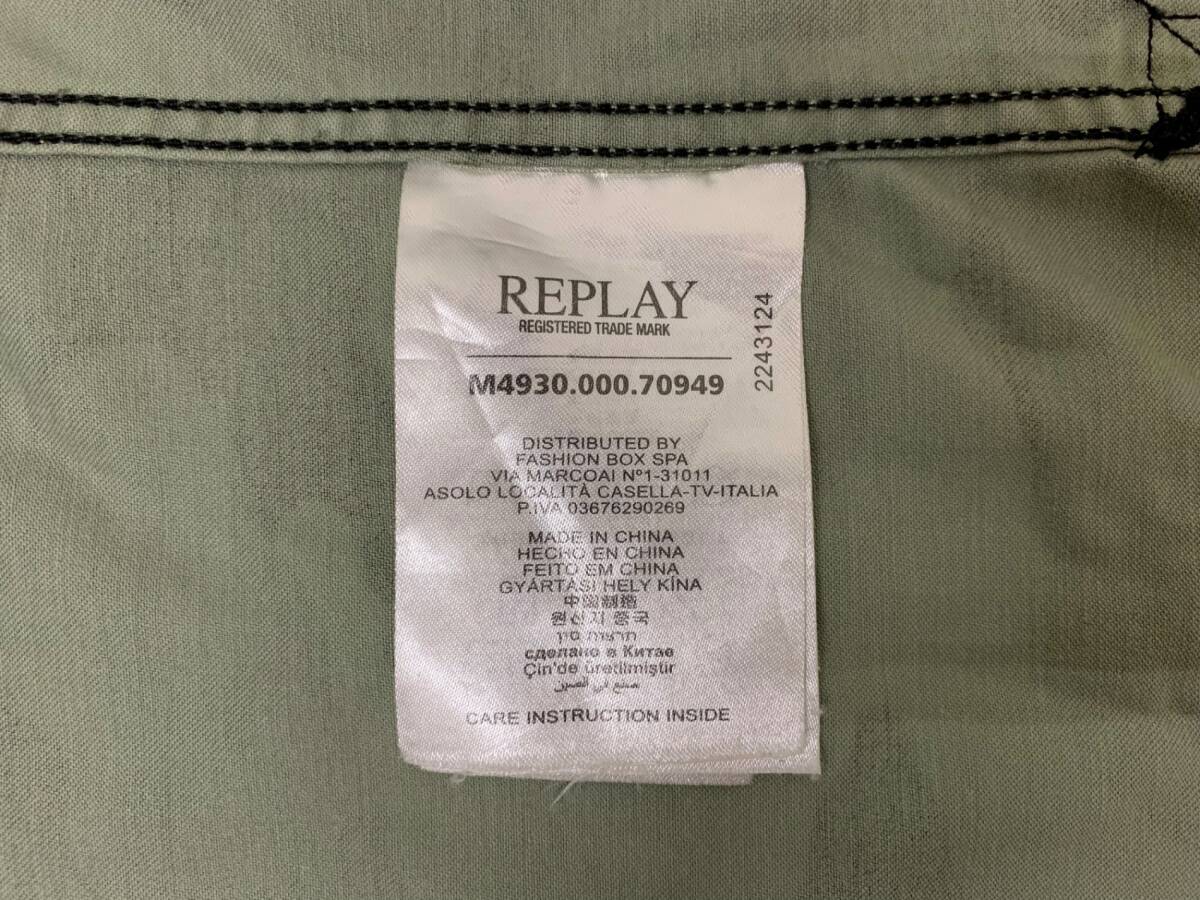 REPLAY
REGISTERED TRADE MARK
2243124
M4930.000.70949
DISTRIBUTED BY
FASHION BOX SPA
VIA MARCOAI Nº1-31011
ASOLO LOCALITÀ CASELLA-TV-ITALIA
P.IVA 03676290269
MADE IN CHINA
HECHO EN CHINA
FEITO EM CHINA
GYÁRTÁSI HELY KÍNA
中国制造
원산지 중국
תוצרת סין
сделано в Китае
Çin'de üretilmiştir
صنع في الصين
CARE INSTRUCTION INSIDE